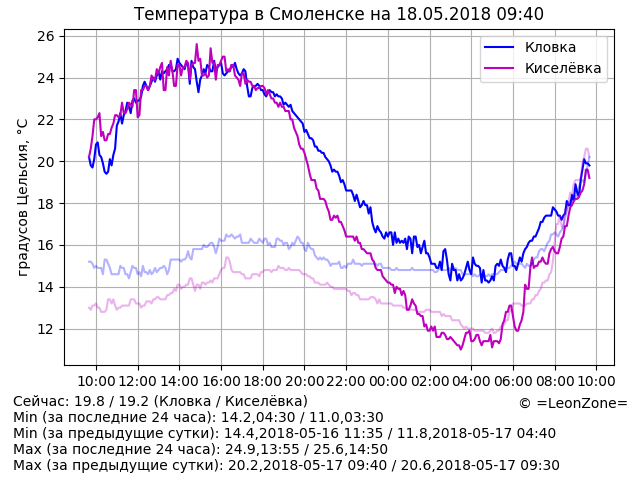 Температура в Смоленске на 18.05.2018 09:40
градусов Цельсия, °C
26
24
22
20
18
16
14
12
Кловка
Киселёвка
10:00 12:00 14:00 16:00 18:00 20:00 22:00 00:00 02:00 04:00 06:00 08:00 10:00
Сейчас: 19.8 / 19.2 (Кловка / Киселёвка)
© =LeonZone=
Min (за последние 24 часа): 14.2,04:30 / 11.0,03:30
Min (за предыдущие сутки): 14.4,2018-05-16 11:35 / 11.8,2018-05-17 04:40
Max (за последние 24 часа): 24.9,13:55 / 25.6,14:50
Max (за предыдущие сутки): 20.2,2018-05-17 09:40 / 20.6,2018-05-17 09:30